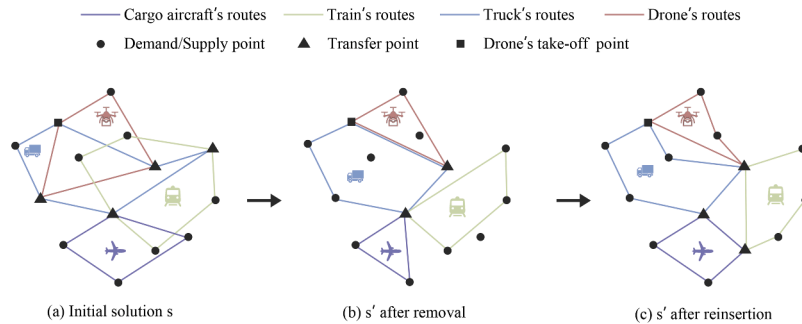 Cargo aircraft's routes Train's routes Truck's routes Drone's routes
Demand/Supply point Transfer point Drone's take-off point
(a) Initial solution s (b) s′ after removal (c) s′ after reinsertion